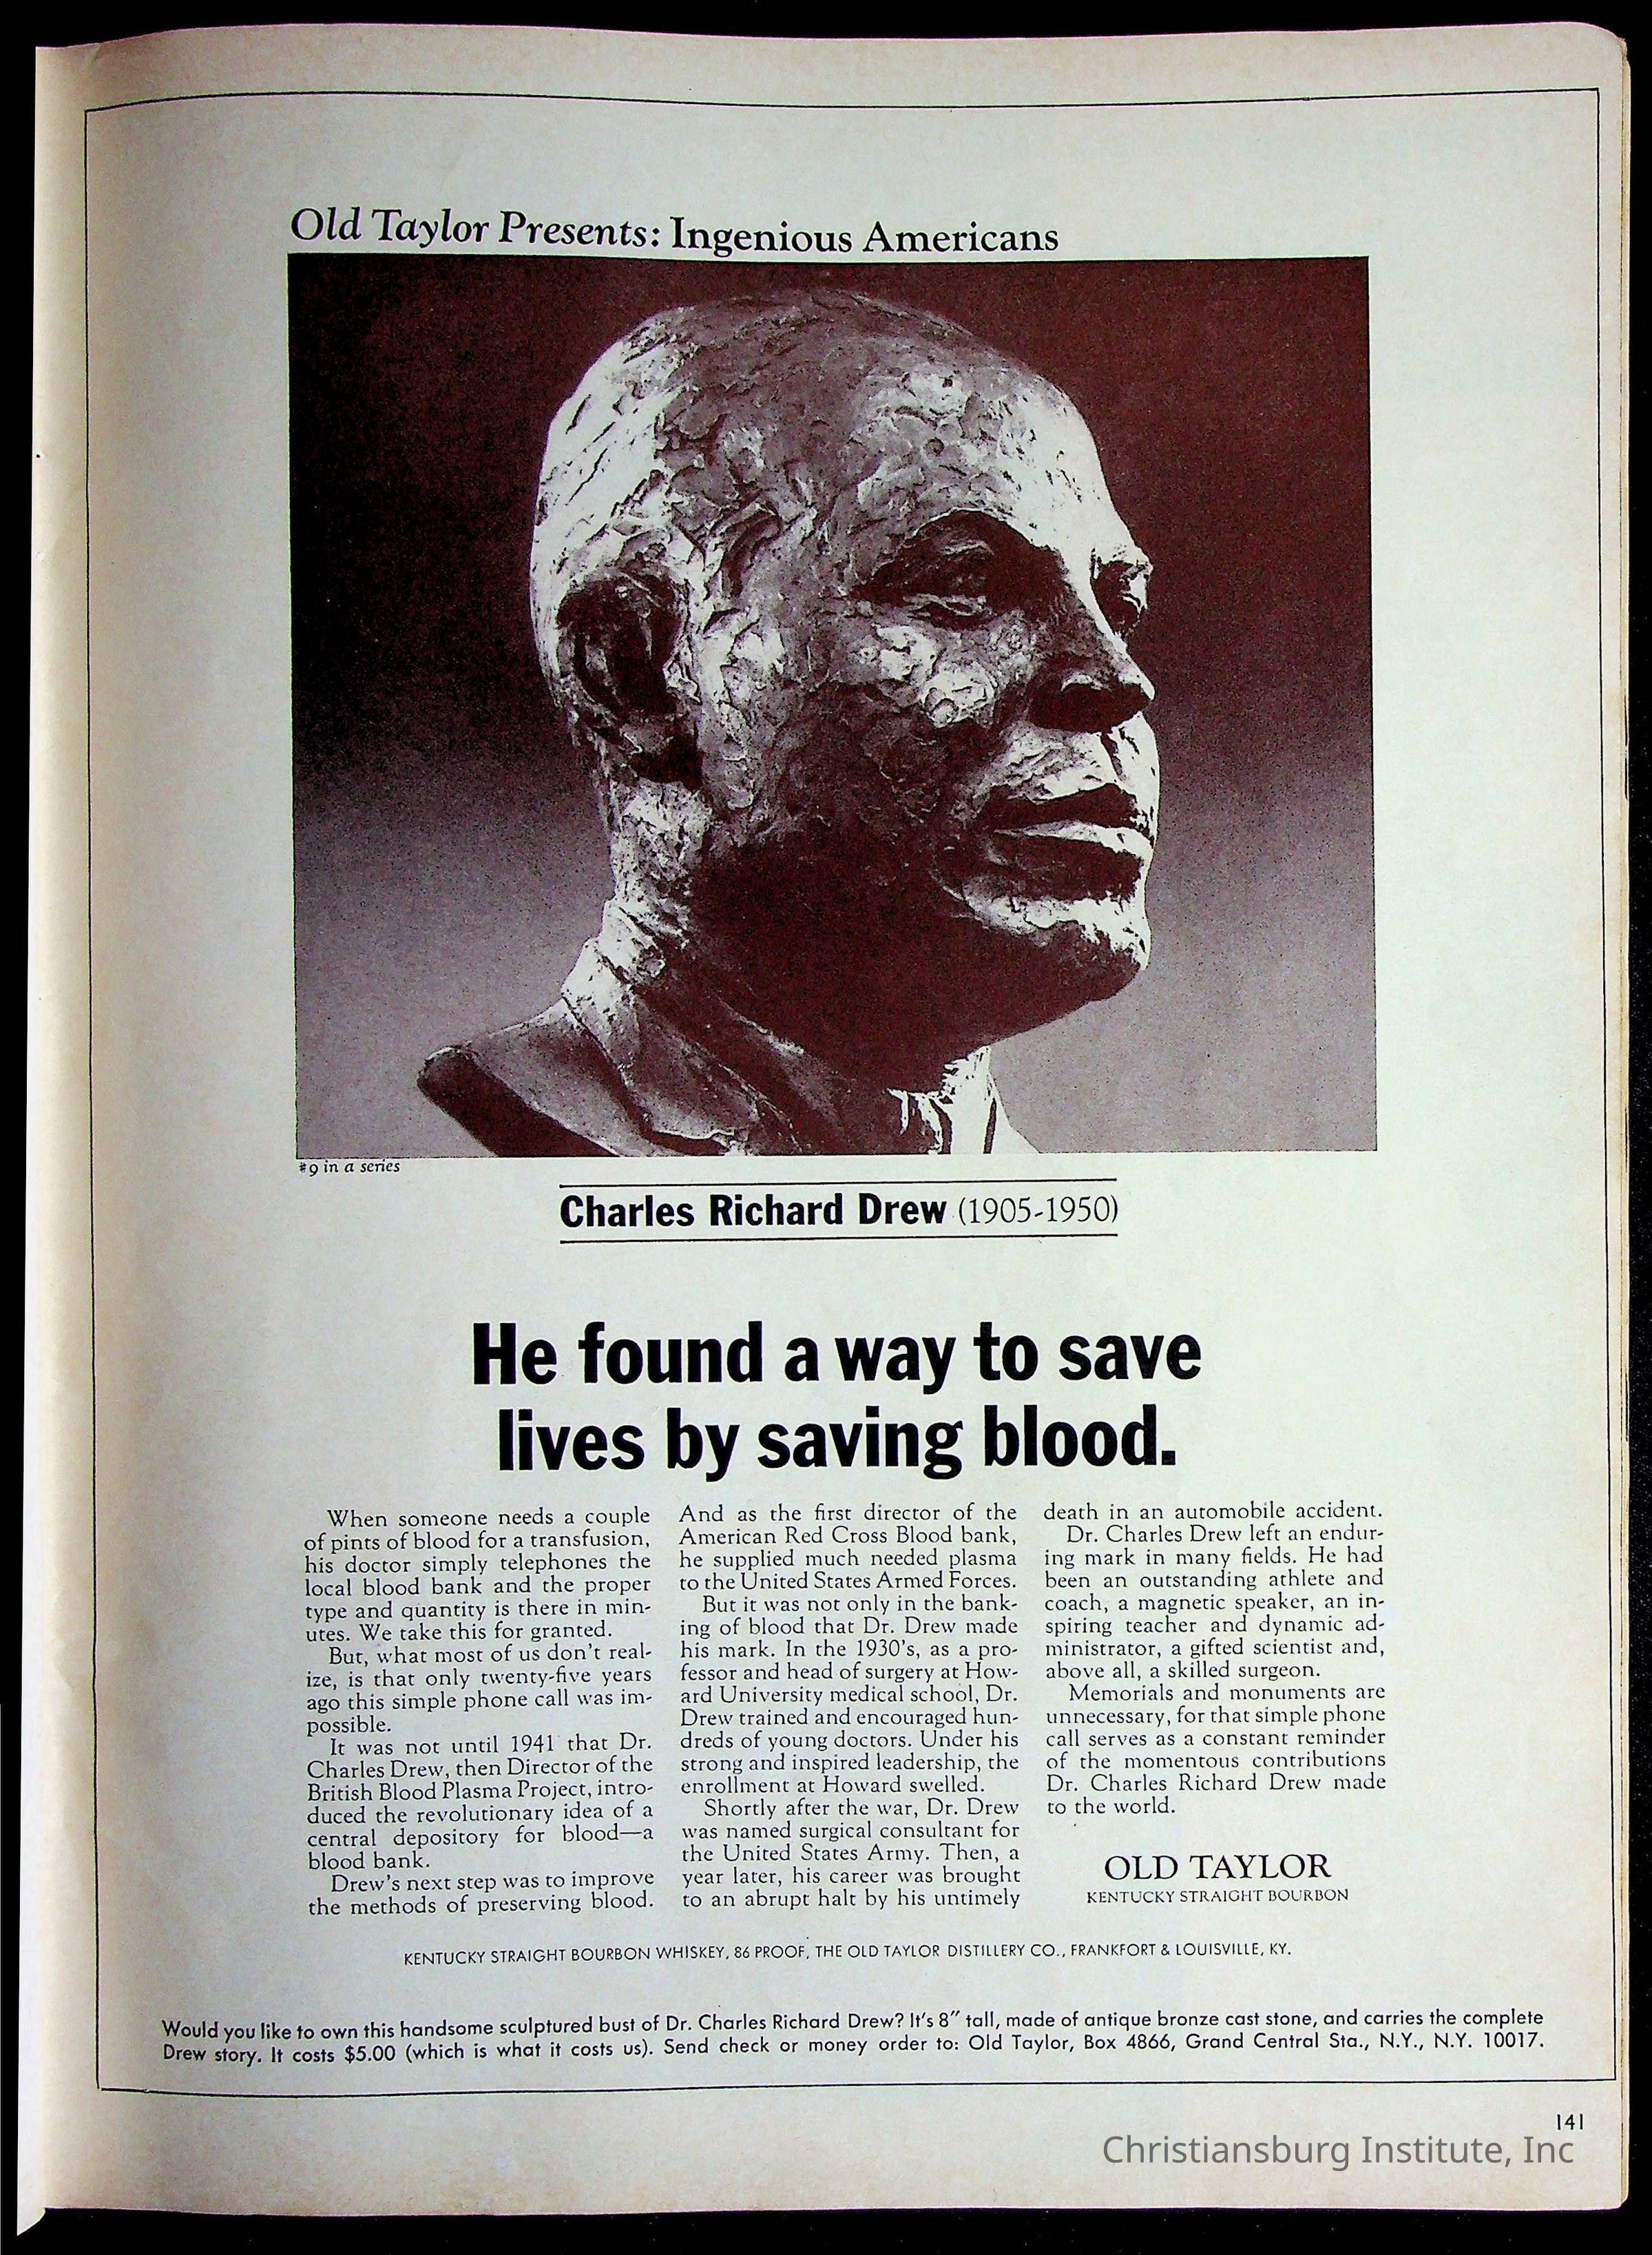 Old Taylor Presents: Ingenious Americans
#9 in a series
Charles Richard Drew (1905-1950)
He found a way to save
lives by saving blood.
When someone needs a couple
of pints of blood for a transfusion,
his doctor simply telephones the
local blood bank and the proper
type and quantity is there in min-
utes. We take this for granted.
But, what most of us don't real-
ize, is that only twenty-five years
ago this simple phone call was im-
possible.
It was not until 1941 that Dr.
Charles Drew, then Director of the
British Blood Plasma Project, intro-
duced the revolutionary idea of a
central depository for blood—a
blood bank.
Drew's next step was to improve
the methods of preserving blood.
And as the first director of the
American Red Cross Blood bank,
he supplied much needed plasma
to the United States Armed Forces.
But it was not only in the bank-
ing of blood that Dr. Drew made
his mark. In the 1930's, as a pro-
fessor and head of surgery at How-
ard University medical school, Dr.
Drew trained and encouraged hun-
dreds of young doctors. Under his
strong and inspired leadership, the
enrollment at Howard swelled.
Shortly after the war, Dr. Drew
was named surgical consultant for
the United States Army. Then, a
year later, his career was brought
to an abrupt halt by his untimely
death in an automobile accident.
Dr. Charles Drew left an endur-
ing mark in many fields. He had
been an outstanding athlete and
coach, a magnetic speaker, an in-
spiring teacher and dynamic ad-
ministrator, a gifted scientist and,
above all, a skilled surgeon.
Memorials and monuments are
unnecessary, for that simple phone
call serves as a constant reminder
of the momentous contributions
Dr. Charles Richard Drew made
to the world.
OLD TAYLOR
KENTUCKY STRAIGHT BOURBON
KENTUCKY STRAIGHT BOURBON WHISKEY, 86 PROOF, THE OLD TAYLOR DISTILLERY CO., FRANKFORT & LOUISVILLE, KY.
Would you like to own this handsome sculptured bust of Dr. Charles Richard Drew? It's 8″ tall, made of antique bronze cast stone, and carries the complete
Drew story. It costs $5.00 (which is what it costs us). Send check or money order to: Old Taylor, Box 4866, Grand Central Sta., N.Y., N.Y. 10017.
141
Christiansburg Institute, Inc